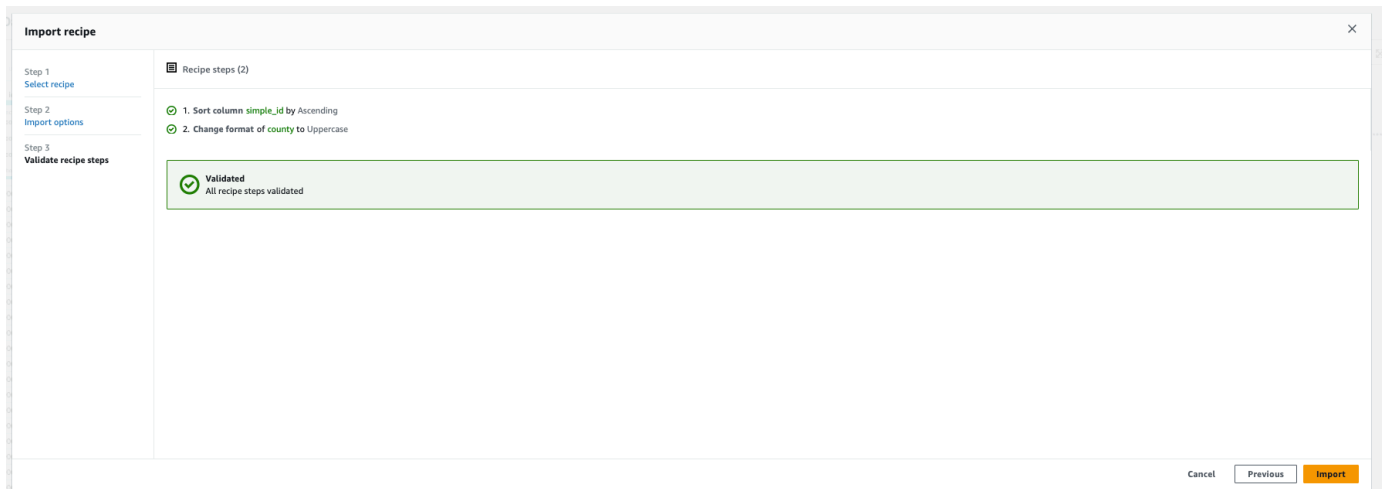 Import recipe
Step 1
Select recipe
Step 2
Import options
Step 3
Validate recipe steps
Recipe steps (2)
1. Sort column simple_id by Ascending
2. Change format of county to Uppercase
Validated
All recipe steps validated
Cancel
Previous
Import